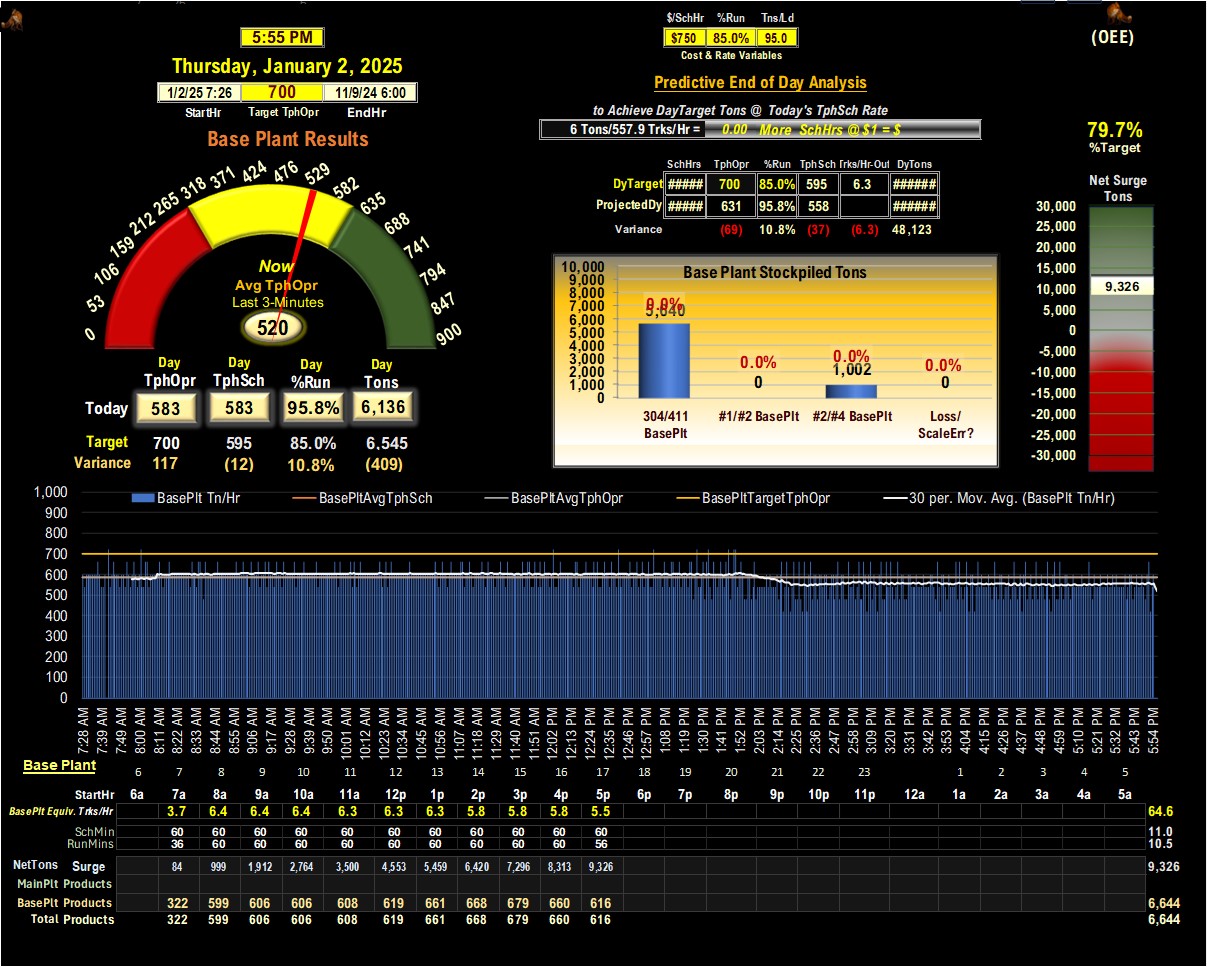 $/SchHr %Run Tns/Ld
5:55 PM $750 85.0% 95.0 (OEE)
Cost & Rate Variables
Thursday, January 2, 2025
Predictive End of Day Analysis
1/2/25 7:26 700 11/9/24 6:00
StartHr Target TphOpr EndHr
to Achieve DayTarget Tons @ Today's TphSch Rate
6 Tons/557.9 Trks/Hr = 0.00 More SchHrs @ $1 = $
79.7%
%Target
Base Plant Results
SchHrs TphOpr %Run TphSch Trks/Hr-Out DyTons
DyTarget ##### 700 85.0% 595 6.3 ######
ProjectedDy ##### 631 95.8% 558 ######
Variance (69) 10.8% (37) (6.3) 48,123
Net Surge
Tons
30,000
25,000
20,000
15,000
10,000
9,326
5,000
0
-5,000
-10,000
-15,000
-20,000
-25,000
-30,000
0 53 106 159 212 265 318 371 424 476 529 582 635 688 741 794 847 900
Now
Avg TphOpr
Last 3-Minutes
520
Base Plant Stockpiled Tons
10,000
9,000
8,000
7,000
6,000
5,000
4,000
3,000
2,000
1,000
0
0.0% 0.0% 0.0% 0.0%
5,640 0 1,002 0
304/411 BasePlt
#1/#2 BasePlt
#2/#4 BasePlt
Loss/ ScaleErr?
Day Day Day Day
TphOpr TphSch %Run Tons
Today 583 583 95.8% 6,136
Target 700 595 85.0% 6,545
Variance 117 (12) 10.8% (409)
BasePlt Tn/Hr BasePltAvgTphSch BasePltAvgTphOpr BasePltTargetTphOpr 30 per. Mov. Avg. (BasePlt Tn/Hr)
1,000
900
800
700
600
500
400
300
200
100
0
7:28 AM 7:39 AM 7:49 AM 8:00 AM 8:11 AM 8:22 AM 8:33 AM 8:44 AM 8:55 AM 9:06 AM 9:17 AM 9:28 AM 9:39 AM 9:50 AM 10:01 AM 10:12 AM 10:23 AM 10:34 AM 10:45 AM 10:56 AM 11:07 AM 11:18 AM 11:29 AM 11:40 AM 11:51 AM 12:02 PM 12:13 PM 12:24 PM 12:35 PM 12:46 PM 12:57 PM 1:08 PM 1:19 PM 1:30 PM 1:41 PM 1:52 PM 2:03 PM 2:14 PM 2:25 PM 2:36 PM 2:47 PM 2:58 PM 3:09 PM 3:20 PM 3:31 PM 3:42 PM 3:53 PM 4:04 PM 4:15 PM 4:26 PM 4:37 PM 4:48 PM 4:59 PM 5:10 PM 5:21 PM 5:32 PM 5:43 PM 5:54 PM
Base Plant 6 7 8 9 10 11 12 13 14 15 16 17 18 19 20 21 22 23 1 2 3 4 5
StartHr 6a 7a 8a 9a 10a 11a 12p 1p 2p 3p 4p 5p 6p 7p 8p 9p 10p 11p 12a 1a 2a 3a 4a 5a
BasePlt Equiv. Trks/Hr 3.7 6.4 6.4 6.4 6.3 6.3 6.3 5.8 5.8 5.8 5.5 64.6
SchMin 60 60 60 60 60 60 60 60 60 60 60 11.0
RunMins 36 60 60 60 60 60 60 60 60 60 56 10.5
NetTons Surge 84 999 1,912 2,764 3,500 4,553 5,459 6,420 7,296 8,313 9,326 9,326
MainPlt Products
BasePlt Products 322 599 606 606 608 619 661 668 679 660 616 6,644
Total Products 322 599 606 606 608 619 661 668 679 660 616 6,644